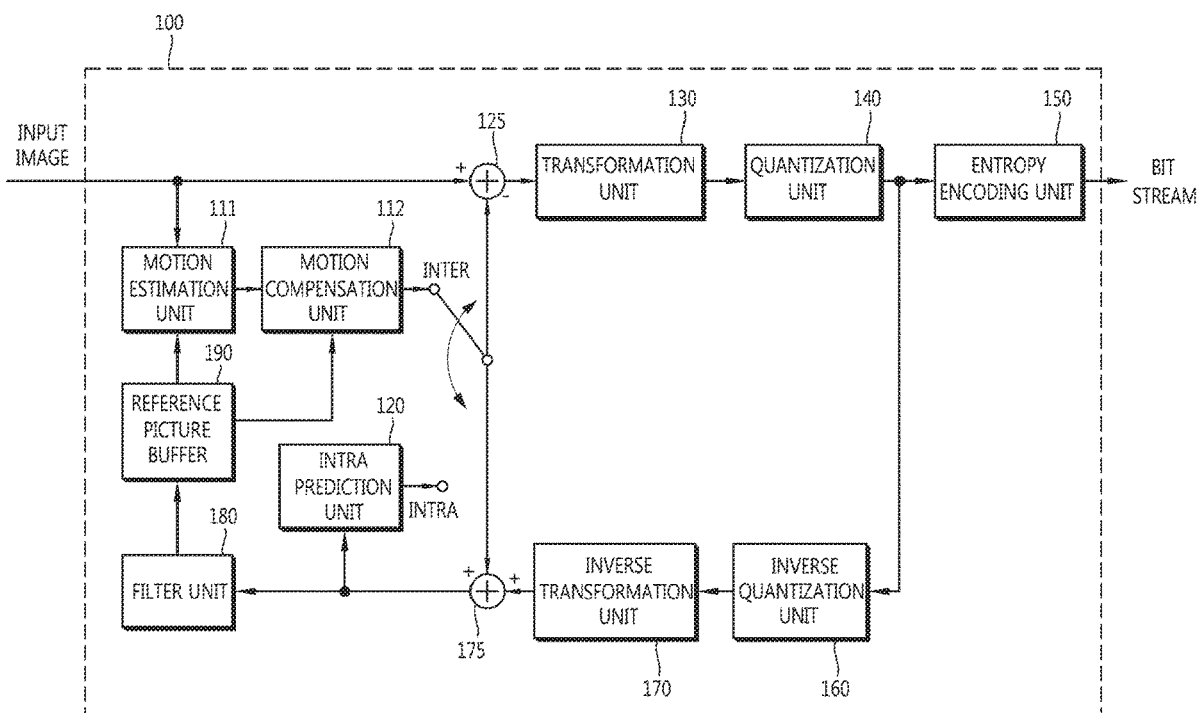 100
INPUT
IMAGE
125
+
-
130
TRANSFORMATION
UNIT
140
QUANTIZATION
UNIT
150
ENTROPY
ENCODING UNIT
BIT
STREAM
111
MOTION
ESTIMATION
UNIT
112
MOTION
COMPENSATION
UNIT
INTER
190
REFERENCE
PICTURE
BUFFER
120
INTRA
PREDICTION
UNIT
INTRA
180
FILTER UNIT
+
+
175
INVERSE
TRANSFORMATION
UNIT
170
INVERSE
QUANTIZATION
UNIT
160